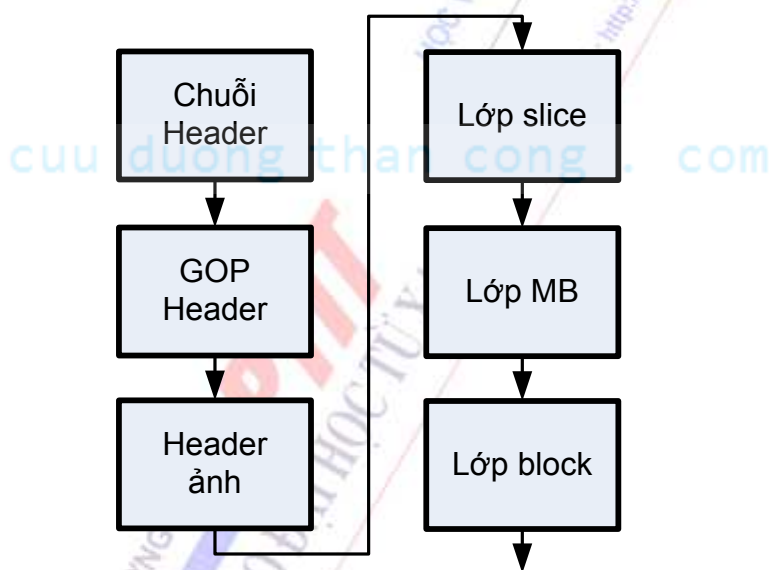 Chuỗi
Header
GOP
Header
Header
ảnh
Lớp slice
Lớp MB
Lớp block
cuu duong than cong . com